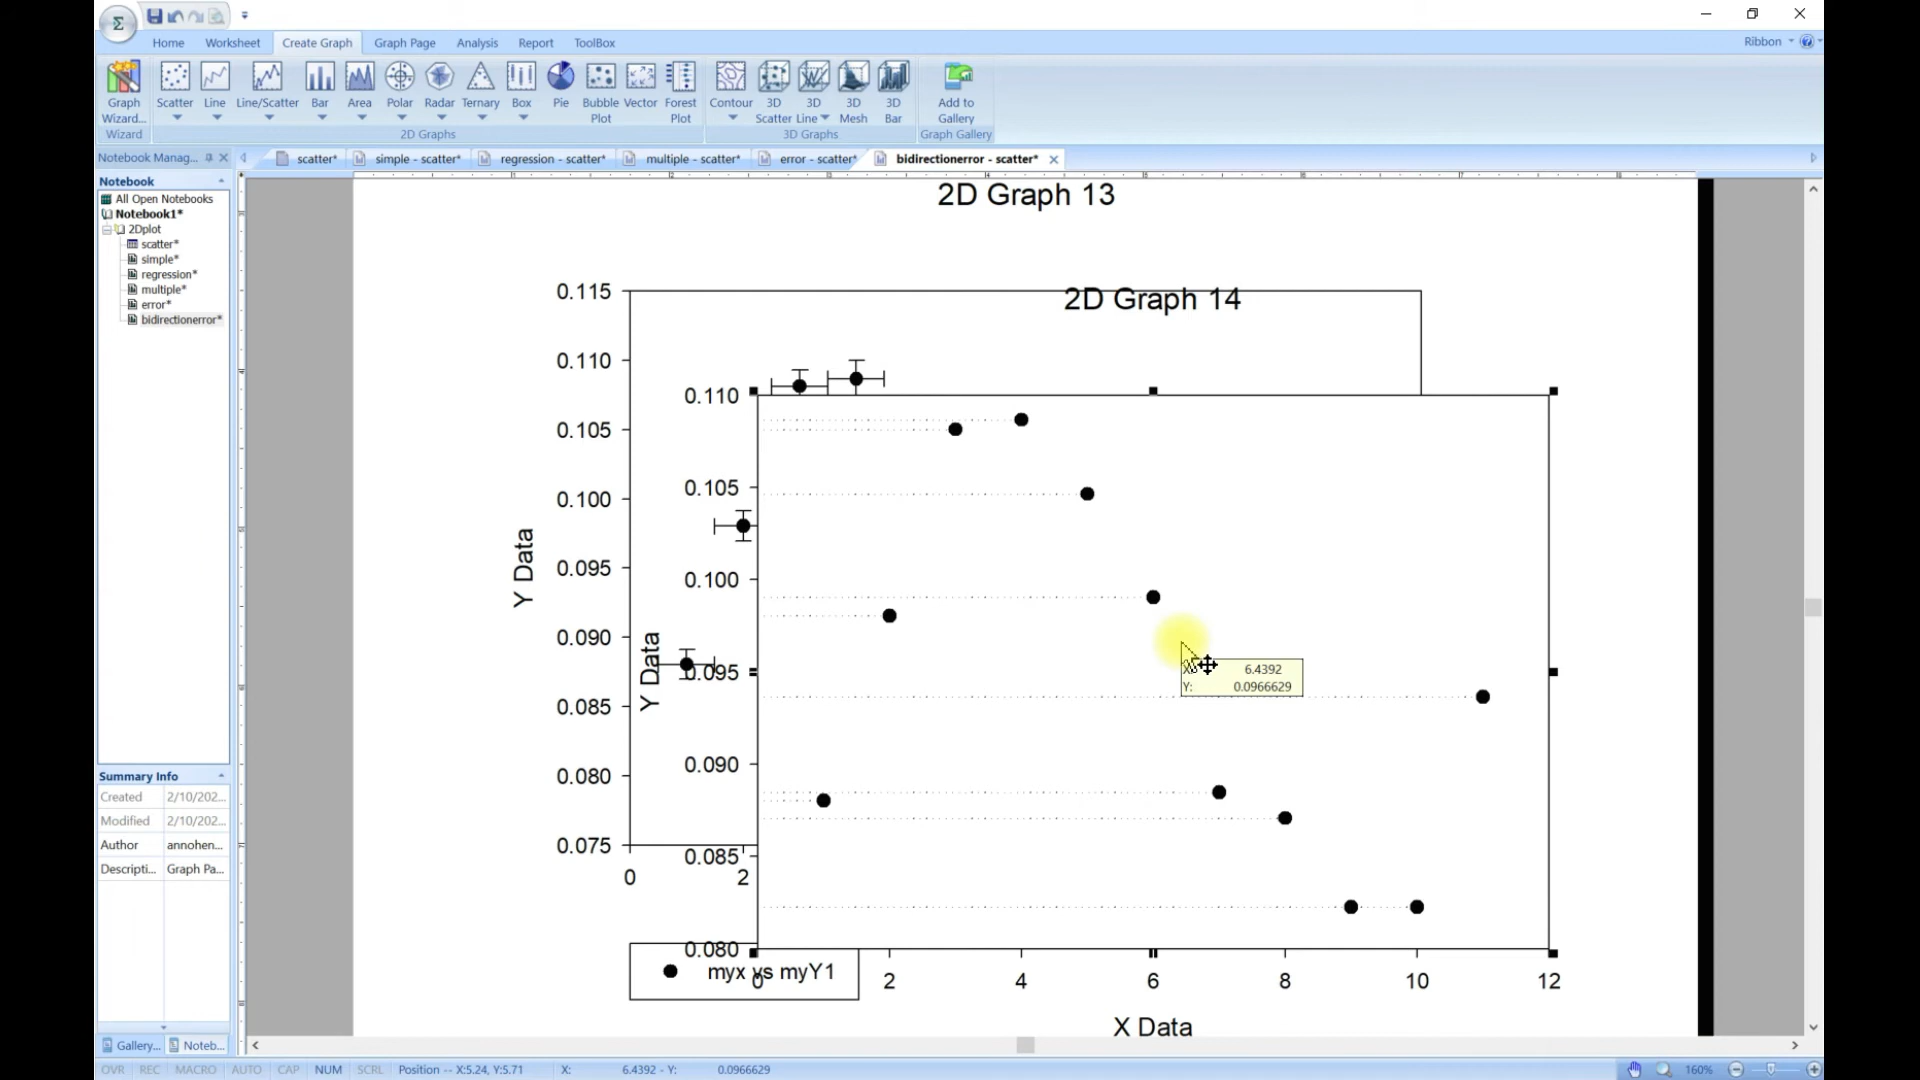 Σ
Home Worksheet Create Graph Graph Page Analysis Report ToolBox Ribbon
Graph Wizard... Scatter Line Line/Scatter Bar Area Polar Radar Ternary Box Pie Bubble Plot Vector Forest Plot Contour 3D Scatter 3D Line 3D Mesh 3D Bar Add to Gallery
Wizard 2D Graphs 3D Graphs Graph Gallery
Notebook Manag... scatter* simple - scatter* regression - scatter* multiple - scatter* error - scatter* bidirectionerror - scatter*
Notebook
All Open Notebooks
Notebook1*
2Dplot
scatter*
simple*
regression*
multiple*
error*
bidirectionerror*
Summary Info
Created 2/10/202...
Modified 2/10/202...
Author annohen...
Descripti... Graph Pa...
Gallery... Noteb...
2D Graph 13
0.115
0.110
0.105
0.100
0.095
0.090
0.085
0.080
0.075
Y Data
0 2
myx vs myY1
2D Graph 14
0.110
0.105
0.100
0.095
0.090
0.085
0.080
Y Data
0 2 4 6 8 10 12
X Data
X: 6.4392
Y: 0.0966629
OVR REC MACRO AUTO CAP NUM SCRL Position -- X:5.24, Y:5.71 X: 6.4392 - Y: 0.0966629 160%